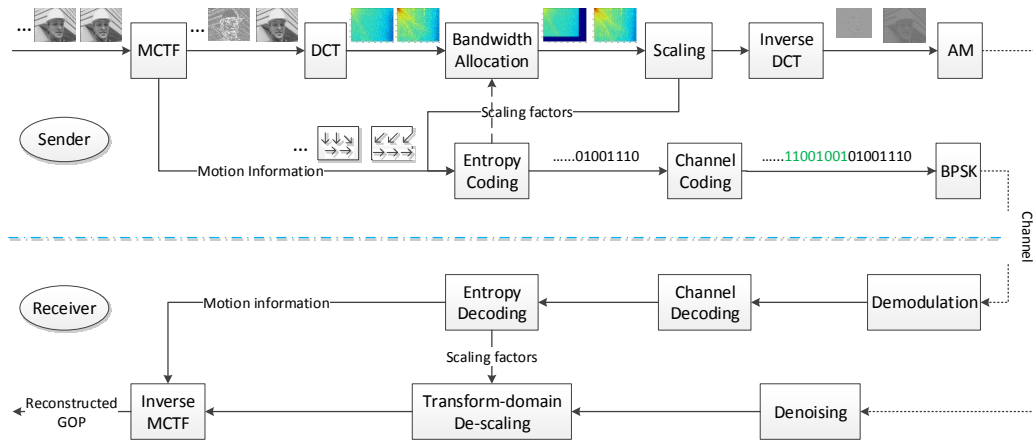 ...
...
MCTF
DCT
Bandwidth
Allocation
Scaling
Inverse
DCT
AM
Scaling factors
Sender
...
Motion Information
Entropy
Coding
......01001110
Channel
Coding
......1100100101001110
BPSK
Channel
Receiver
Motion information
Entropy
Decoding
Channel
Decoding
Demodulation
Scaling factors
Reconstructed
GOP
Inverse
MCTF
Transform-domain
De-scaling
Denoising